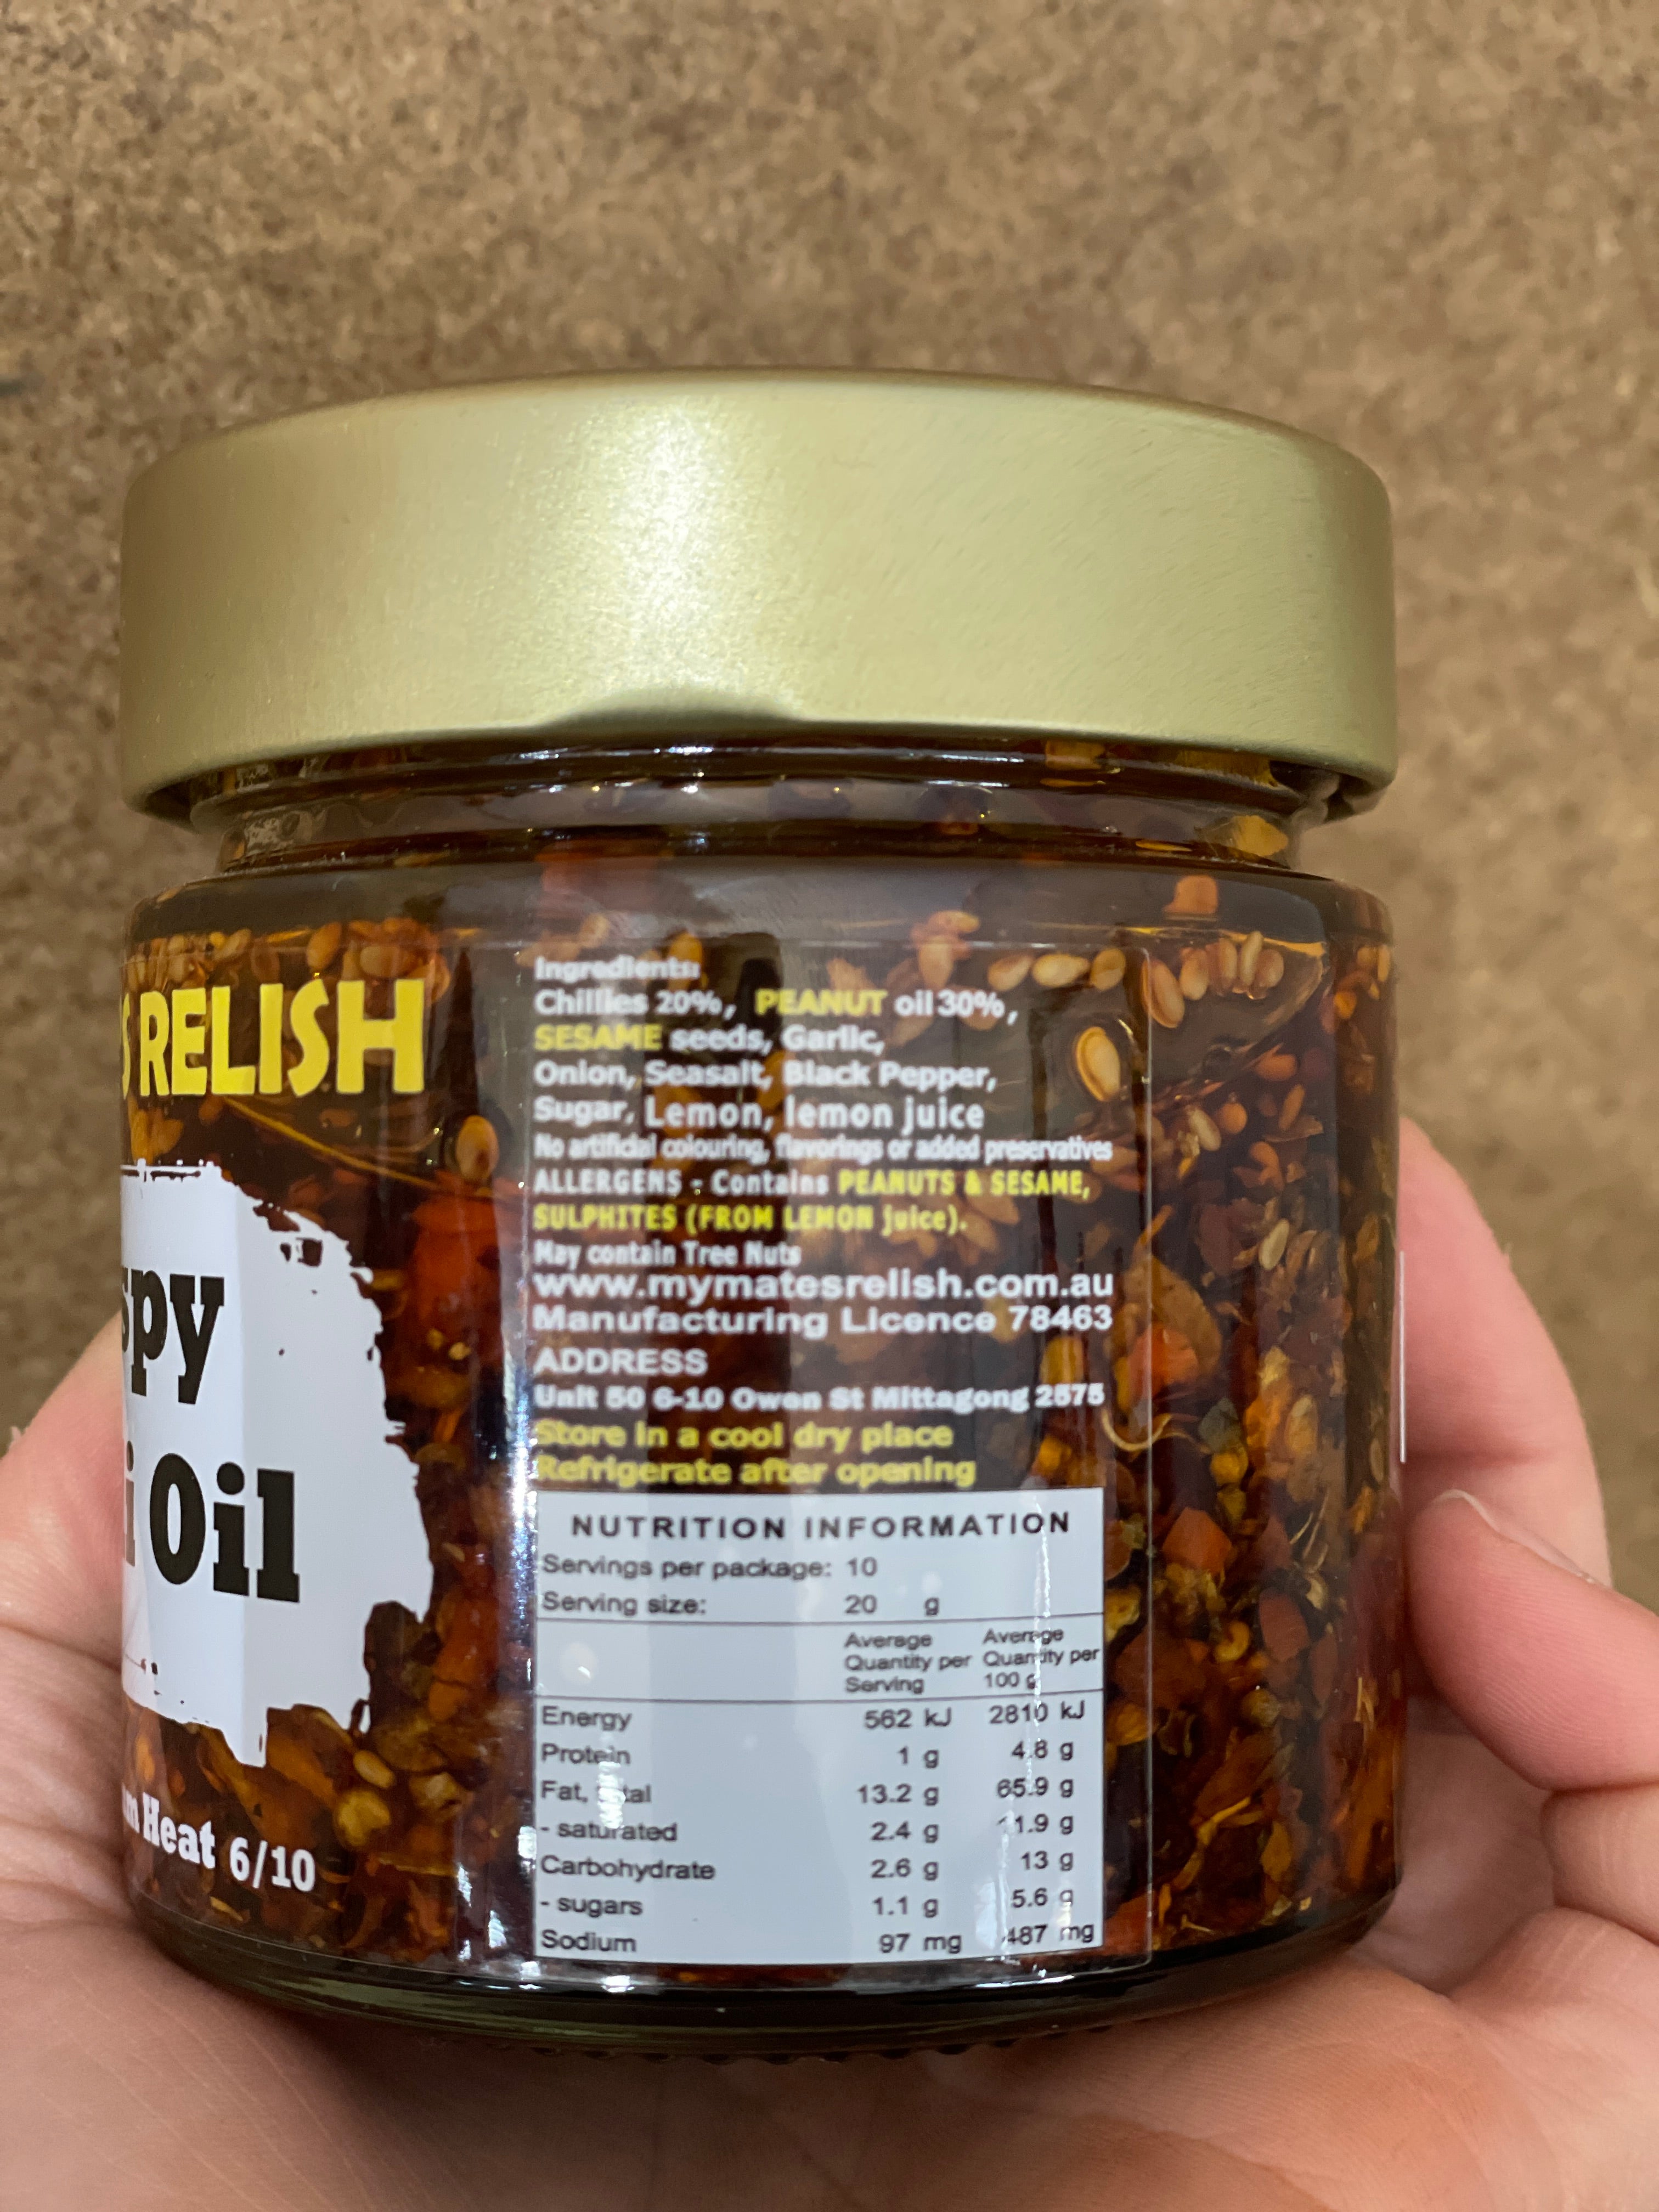 S RELISH
spy
i Oil
m Heat 6/10
Ingredients:
Chillies 20%, PEANUT oil 30%,
SESAME seeds, Garlic,
Onion, Seasalt, Black Pepper,
Sugar, Lemon, lemon juice
No artificial colouring, flavorings or added preservatives
ALLERGENS - Contains PEANUTS & SESAME,
SULPHITES (FROM LEMON juice).
May contain Tree Nuts
www.mymatesrelish.com.au
Manufacturing Licence 78463
ADDRESS
Unit 50 6-10 Owen St Mittagong 2575
Store in a cool dry place
Refrigerate after opening
NUTRITION INFORMATION
Servings per package: 10
Serving size: 20 g
Average Quantity per Serving Average Quantity per 100 g
Energy 562 kJ 2810 kJ
Protein 1 g 4.8 g
Fat, total 13.2 g 65.9 g
- saturated 2.4 g 11.9 g
Carbohydrate 2.6 g 13 g
- sugars 1.1 g 5.6 g
Sodium 97 mg 487 mg